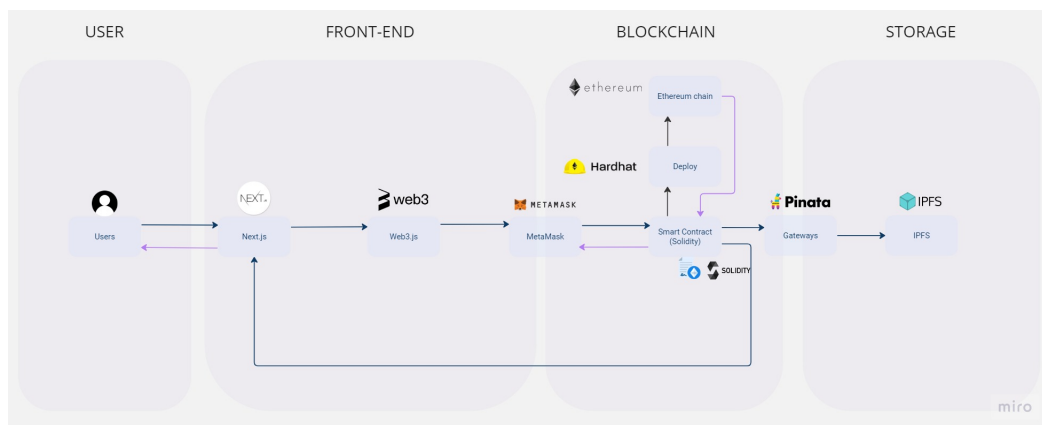 USER
FRONT-END
BLOCKCHAIN
STORAGE
ethereum
Ethereum chain
Hardhat
Deploy
NEXT.JS
web3
METAMASK
Pinata
IPFS
Users
Next.js
Web3.js
MetaMask
Smart Contract
(Solidity)
Gateways
IPFS
SOLIDITY
miro